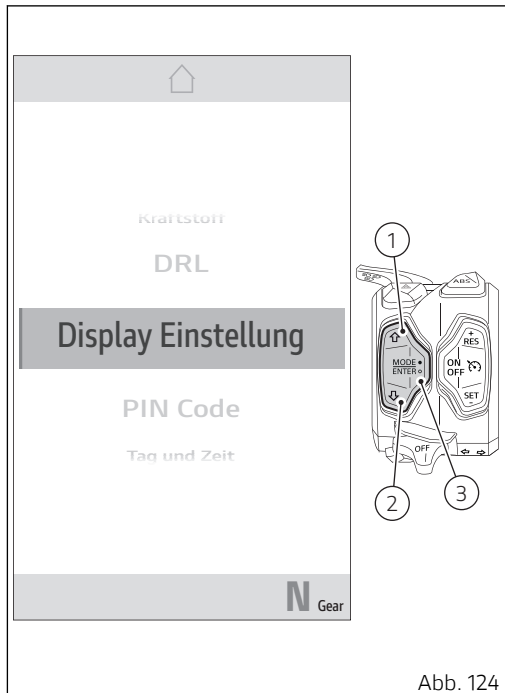 Kraftstoff
DRL
Display Einstellung
PIN Code
Tag und Zeit
N Gear
1
ABS
+
RES
MODE
ENTER
ON
OFF
SET
-
OFF
2
3
Abb. 124